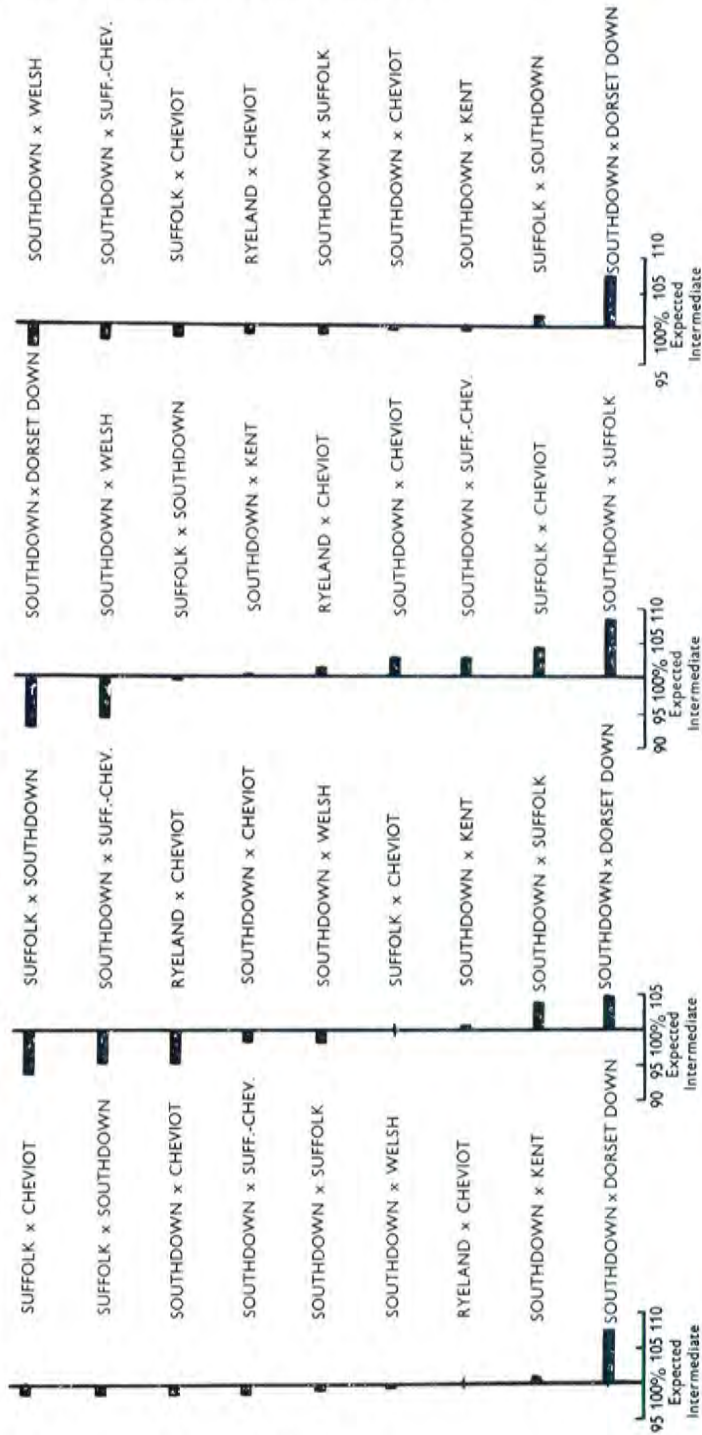 SUFFOLK x CHEVIOT
SUFFOLK x SOUTHDOWN
SOUTHDOWN x CHEVIOT
SOUTHDOWN x SUFF.-CHEV.
SOUTHDOWN x SUFFOLK
SOUTHDOWN x WELSH
RYELAND x CHEVIOT
SOUTHDOWN x KENT
SOUTHDOWN x DORSET DOWN
95 100% 105 110
Expected
Intermediate
SUFFOLK x SOUTHDOWN
SOUTHDOWN x SUFF.-CHEV.
RYELAND x CHEVIOT
SOUTHDOWN x CHEVIOT
SOUTHDOWN x WELSH
SUFFOLK x CHEVIOT
SOUTHDOWN x KENT
SOUTHDOWN x SUFFOLK
SOUTHDOWN x DORSET DOWN
90 95 100% 105
Expected
Intermediate
SOUTHDOWN x DORSET DOWN
SOUTHDOWN x WELSH
SUFFOLK x SOUTHDOWN
SOUTHDOWN x KENT
RYELAND x CHEVIOT
SOUTHDOWN x CHEVIOT
SOUTHDOWN x SUFF.-CHEV.
SUFFOLK x CHEVIOT
SOUTHDOWN x SUFFOLK
90 95 100% 105 110
Expected
Intermediate
SOUTHDOWN x WELSH
SOUTHDOWN x SUFF.-CHEV.
SUFFOLK x CHEVIOT
RYELAND x CHEVIOT
SOUTHDOWN x SUFFOLK
SOUTHDOWN x CHEVIOT
SOUTHDOWN x KENT
SUFFOLK x SOUTHDOWN
SOUTHDOWN x DORSET DOWN
95 100% 105 110
Expected
Intermediate